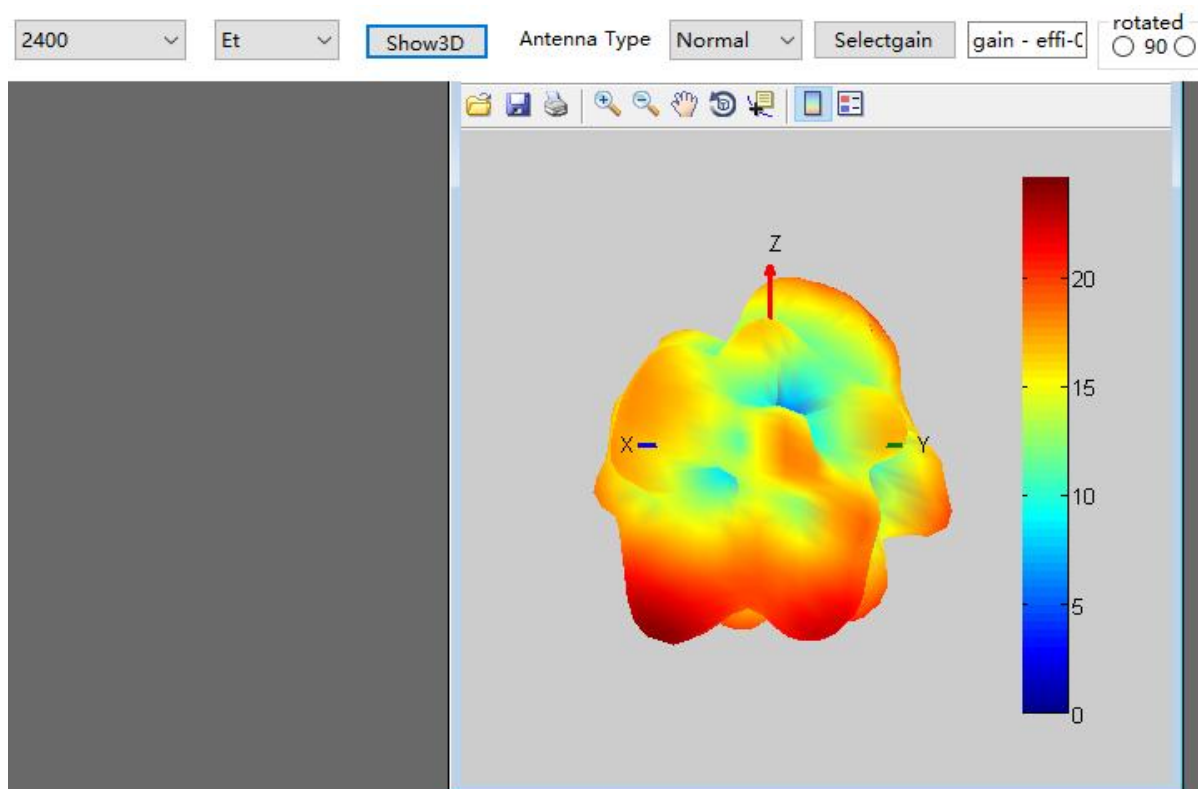 2400 Et Show3D Antenna Type Normal Selectgain gain - effi-C rotated
90
Z
20
15
X Y
10
5
0